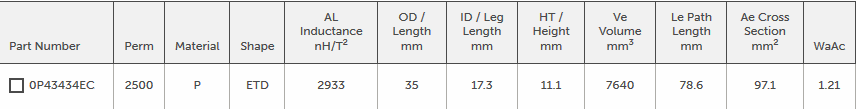 AL OD / ID / Leg HT / Ve Le Path Ae Cross
Inductance Length Length Height Volume Length Section
Part Number Perm Material Shape nH/T² mm mm mm mm³ mm mm² WaAc
0P43434EC 2500 P ETD 2933 35 17.3 11.1 7640 78.6 97.1 1.21